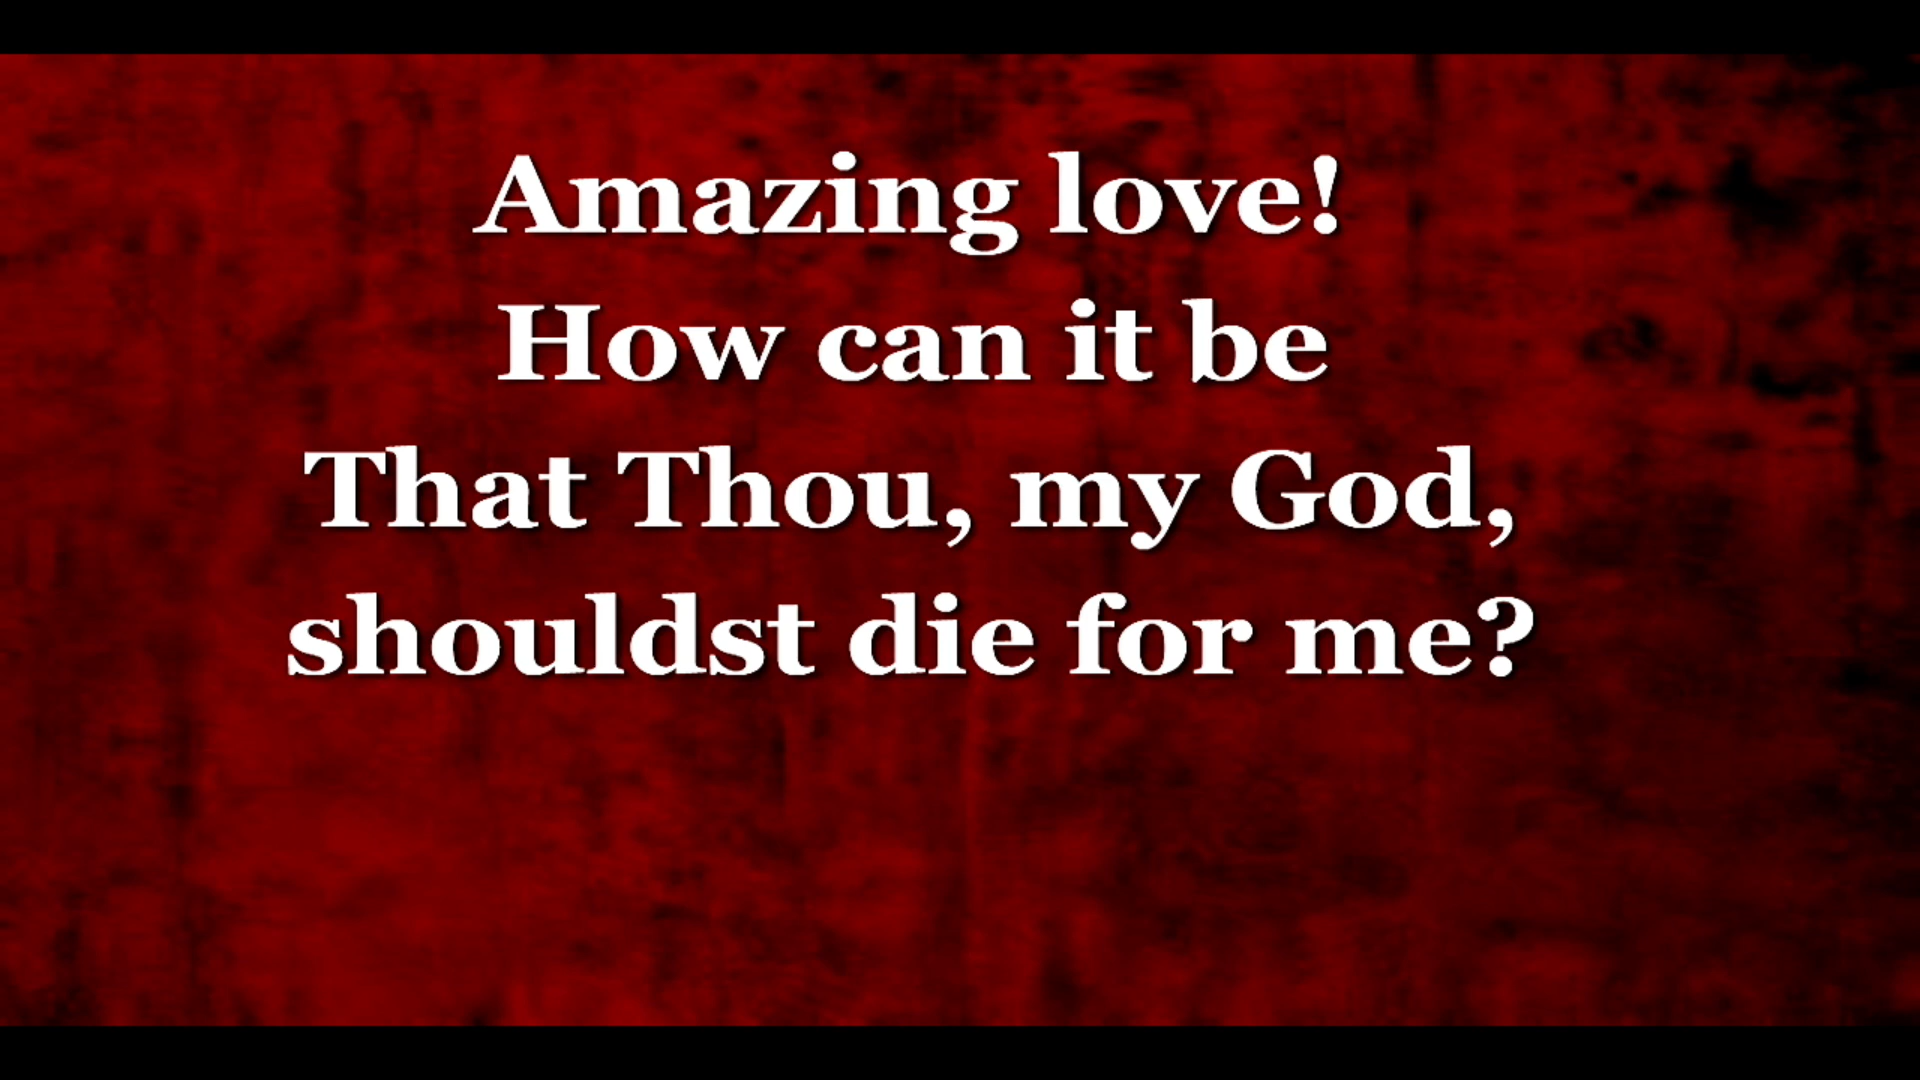 Amazing love!
How can it be
That Thou, my God,
shouldst die for me?